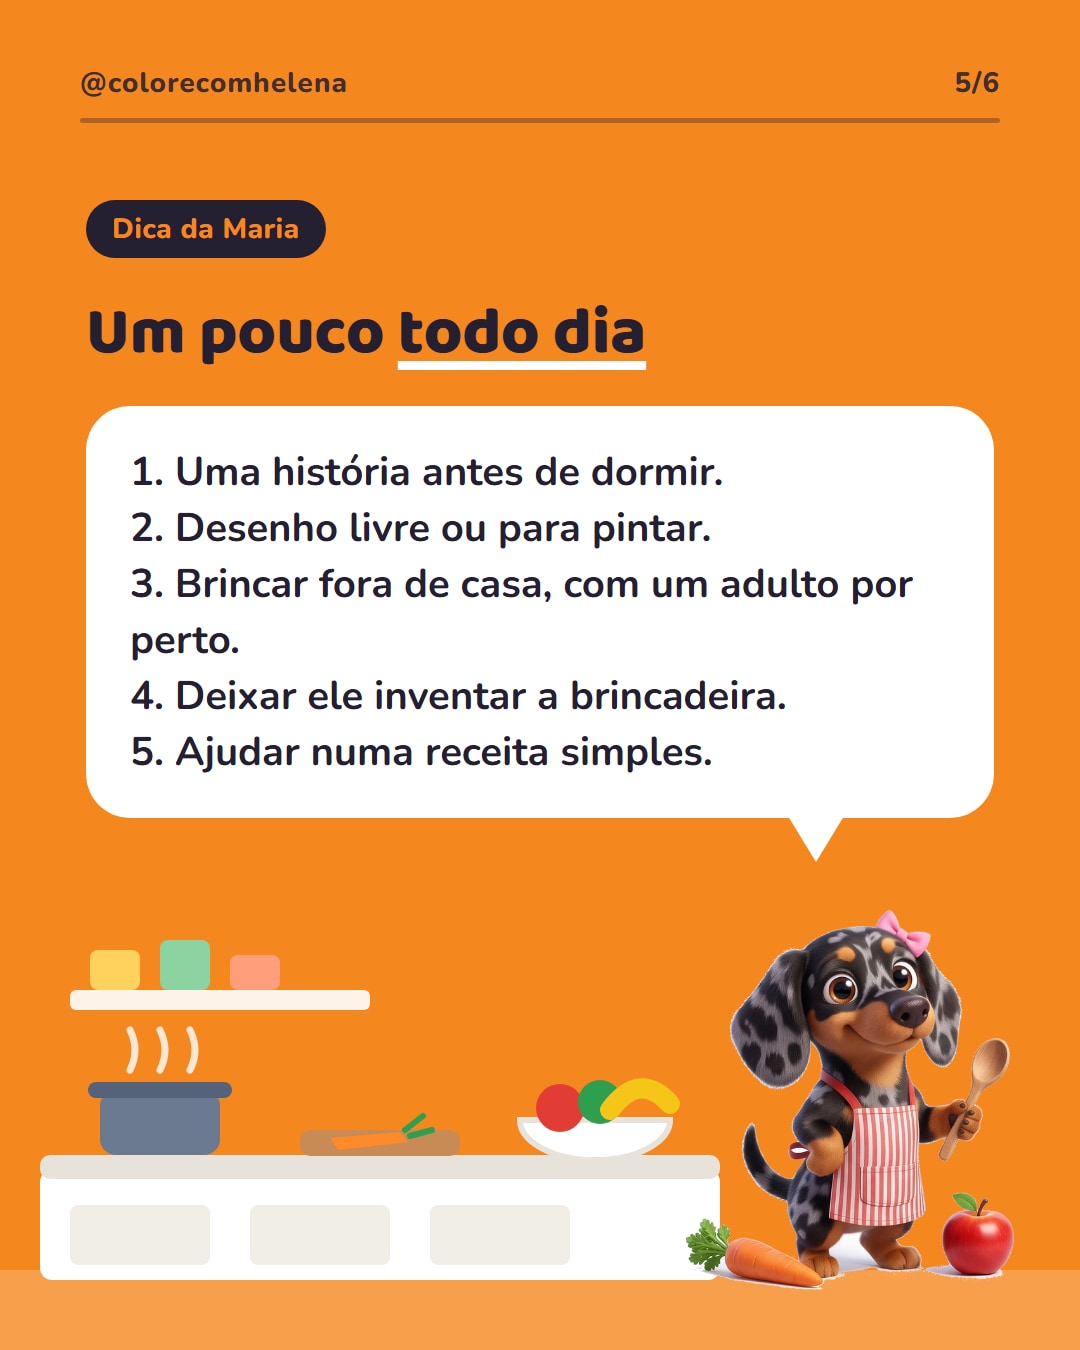 @colorecomhelena
5/6
Dica da Maria
Um pouco todo dia
1. Uma história antes de dormir.
2. Desenho livre ou para pintar.
3. Brincar fora de casa, com um adulto por
perto.
4. Deixar ele inventar a brincadeira.
5. Ajudar numa receita simples.